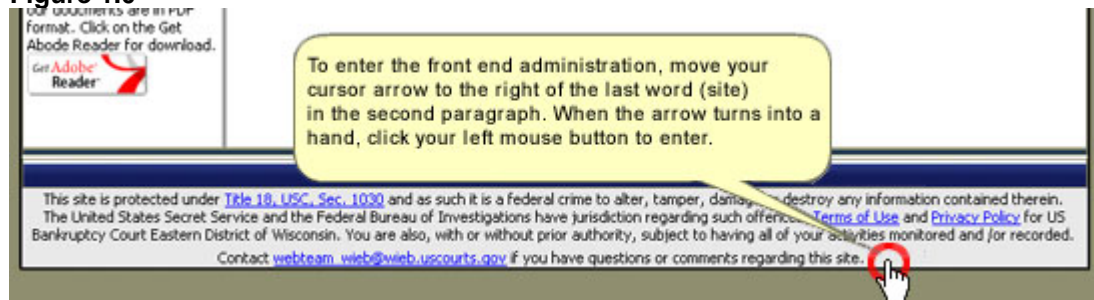 Figure 1.3
our documents are in PDF
format. Click on the Get
Abode Reader for download.
Get Adobe
Reader
To enter the front end administration, move your
cursor arrow to the right of the last word (site)
in the second paragraph. When the arrow turns into a
hand, click your left mouse button to enter.
This site is protected under Title 18, USC, Sec. 1030 and as such it is a federal crime to alter, tamper, damage destroy any information contained therein.
The United States Secret Service and the Federal Bureau of Investigations have jurisdiction regarding such offences. Terms of Use and Privacy Policy for US
Bankruptcy Court Eastern District of Wisconsin. You are also, with or without prior authority, subject to having all of your activities monitored and /or recorded.
Contact webteam_wieb@wieb.uscourts.gov if you have questions or comments regarding this site.